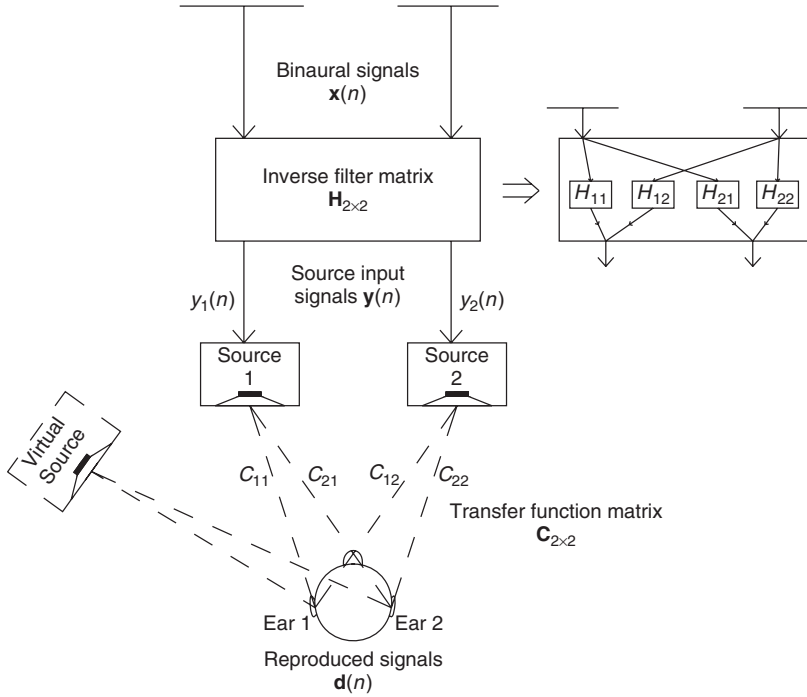 Binaural signals
x(n)
Inverse filter matrix
H2×2
H11 H12 H21 H22
Source input
signals y(n)
y1(n)
y2(n)
Source
1
Source
2
Virtual
Source
C11 C21 C12 C22
Transfer function matrix
C2×2
Ear 1 Ear 2
Reproduced signals
d(n)